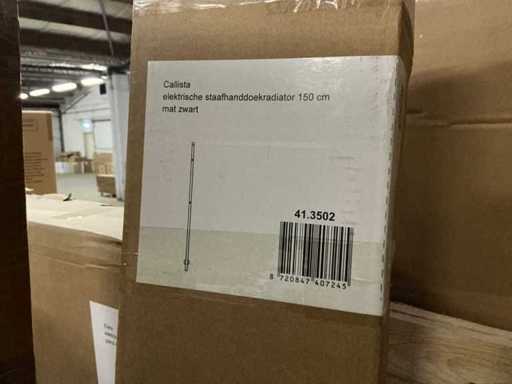 Callista
elektrische staafhanddoekradiator 150 cm
mat zwart
41.3502
8 720847 407245